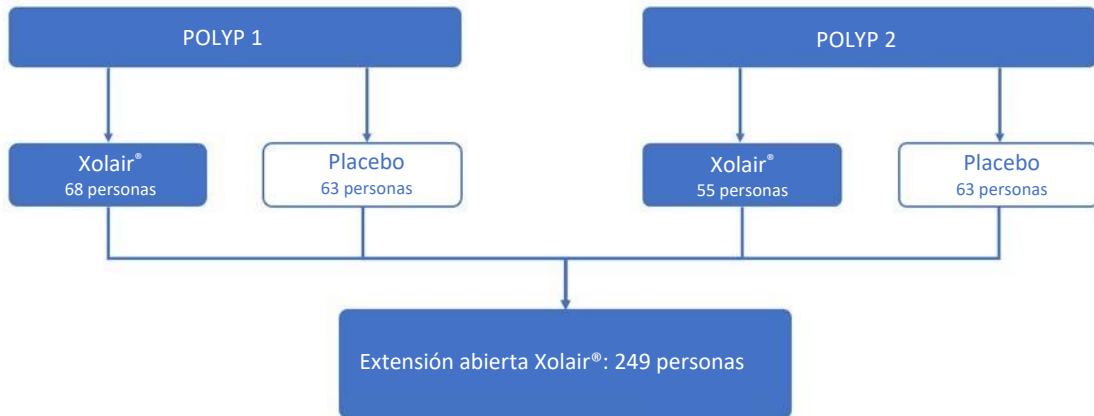 POLYP 1
POLYP 2
Xolair®
68 personas
Placebo
63 personas
Xolair®
55 personas
Placebo
63 personas
Extensión abierta Xolair®: 249 personas